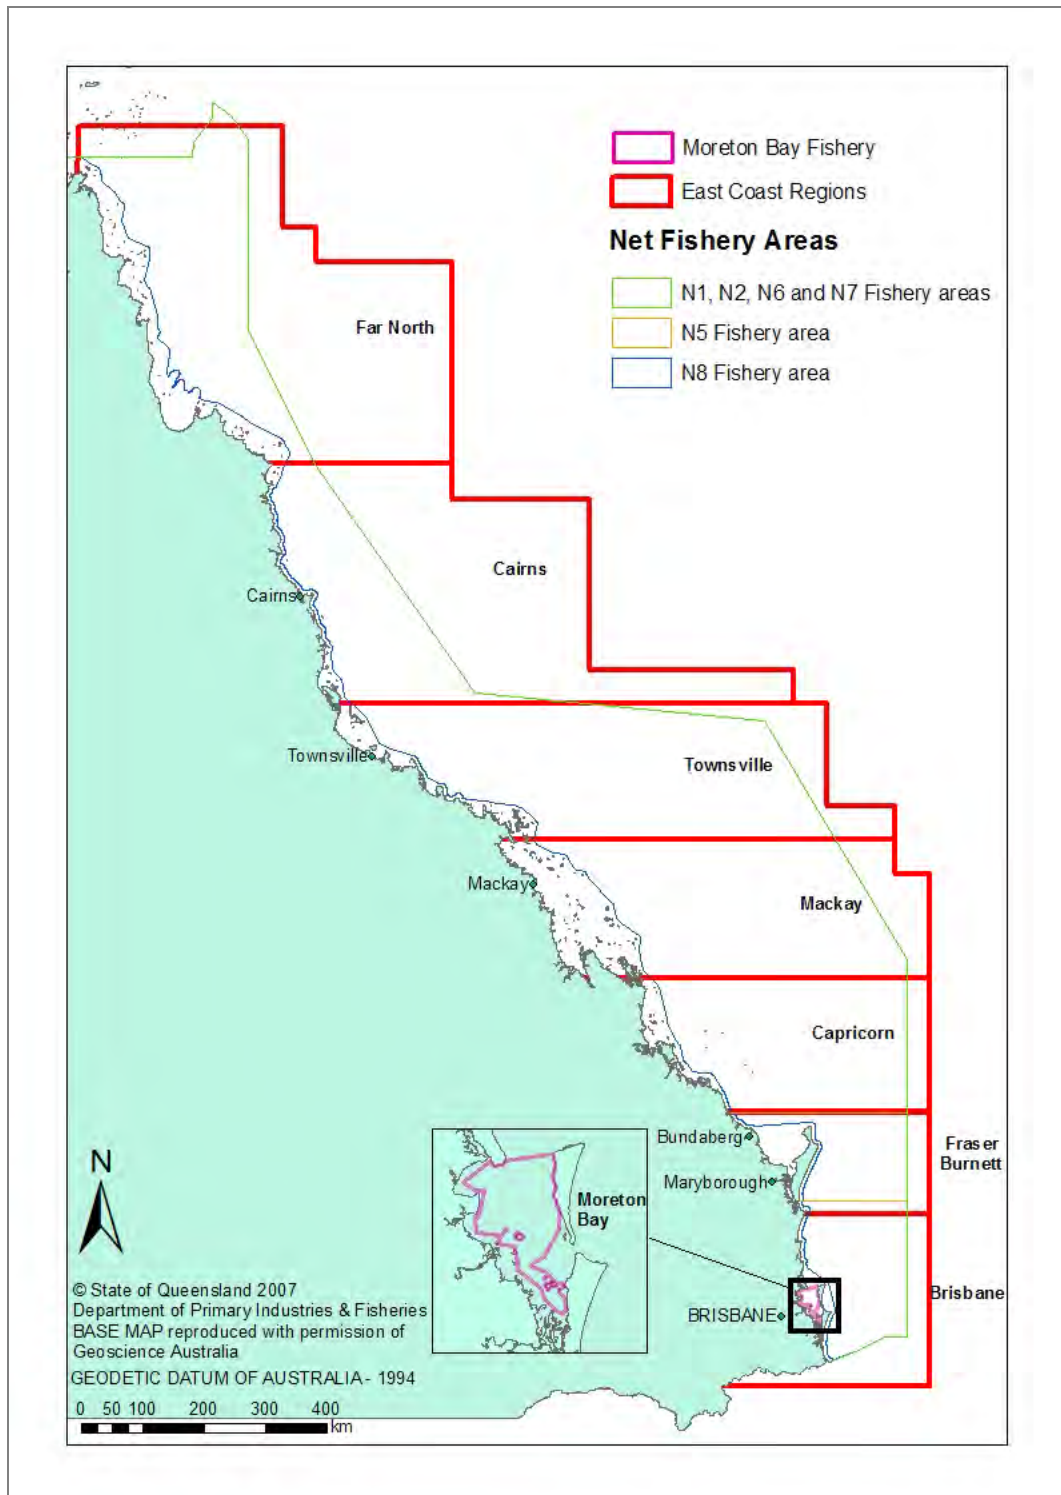 Moreton Bay Fishery
East Coast Regions
Net Fishery Areas
N1, N2, N6 and N7 Fishery areas
N5 Fishery area
N8 Fishery area
Far North
Cairns
Cairns
Townsville
Townsville
Mackay
Mackay
Capricorn
Bundaberg
Fraser
Burnett
Maryborough
Moreton
Bay
Brisbane
BRISBANE
N
© State of Queensland 2007
Department of Primary Industries & Fisheries
BASE MAP reproduced with permission of
Geoscience Australia
GEODETIC DATUM OF AUSTRALIA - 1994
0 50 100 200 300 400
km